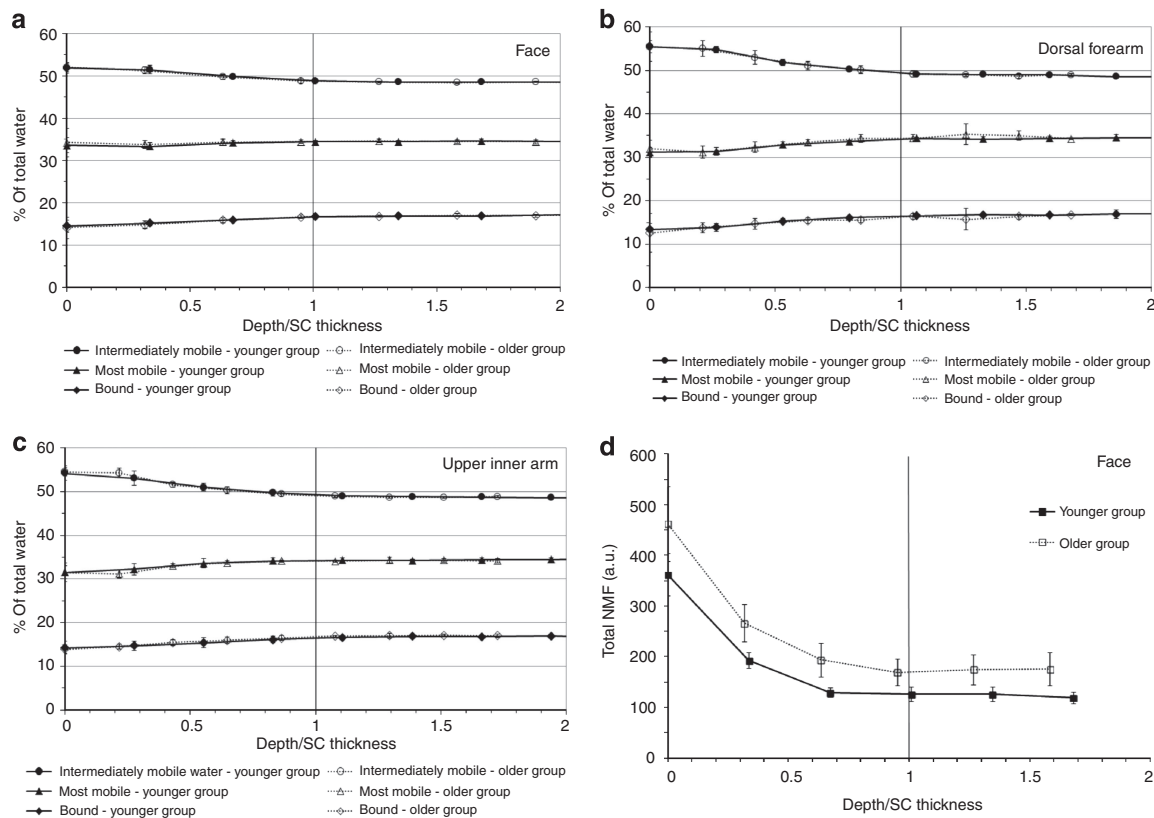 a
Face
60
50
40
30
20
10
0
% Of total water
0 0.5 1 1.5 2
Depth/SC thickness
Intermediately mobile - younger group
Intermediately mobile - older group
Most mobile - younger group
Most mobile - older group
Bound - younger group
Bound - older group
b
Dorsal forearm
60
50
40
30
20
10
0
% Of total water
0 0.5 1 1.5 2
Depth/SC thickness
Intermediately mobile - younger group
Intermediately mobile - older group
Most mobile - younger group
Most mobile - older group
Bound - younger group
Bound - older group
c
Upper inner arm
60
50
40
30
20
10
0
% Of total water
0 0.5 1 1.5 2
Depth/SC thickness
Intermediately mobile water - younger group
Intermediately mobile - older group
Most mobile - younger group
Most mobile - older group
Bound - younger group
Bound - older group
d
Face
Younger group
Older group
600
500
400
300
200
100
0
Total NMF (a.u.)
0 0.5 1 1.5 2
Depth/SC thickness